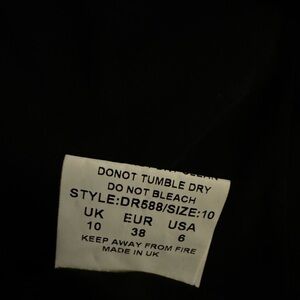 DONOT TUMBLE DRY
DO NOT BLEACH
STYLE:DR588/SIZE:10
UK EUR USA
10 38 6
KEEP AWAY FROM FIRE
MADE IN UK